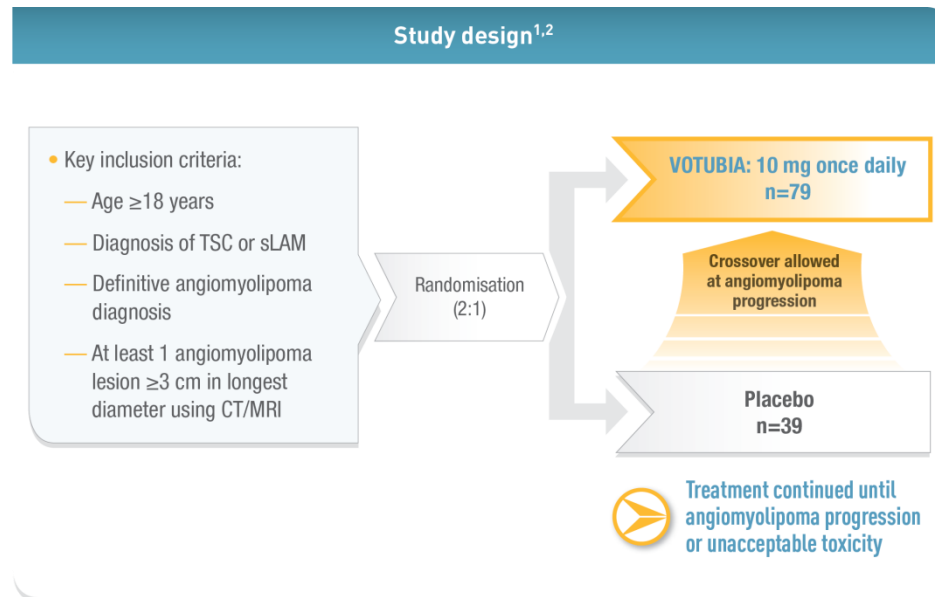 Study design1,2
• Key inclusion criteria:
— Age ≥18 years
— Diagnosis of TSC or sLAM
— Definitive angiomyolipoma
diagnosis
— At least 1 angiomyolipoma
lesion ≥3 cm in longest
diameter using CT/MRI
Randomisation
(2:1)
VOTUBIA: 10 mg once daily
n=79
Crossover allowed
at angiomyolipoma
progression
Placebo
n=39
Treatment continued until
angiomyolipoma progression
or unacceptable toxicity